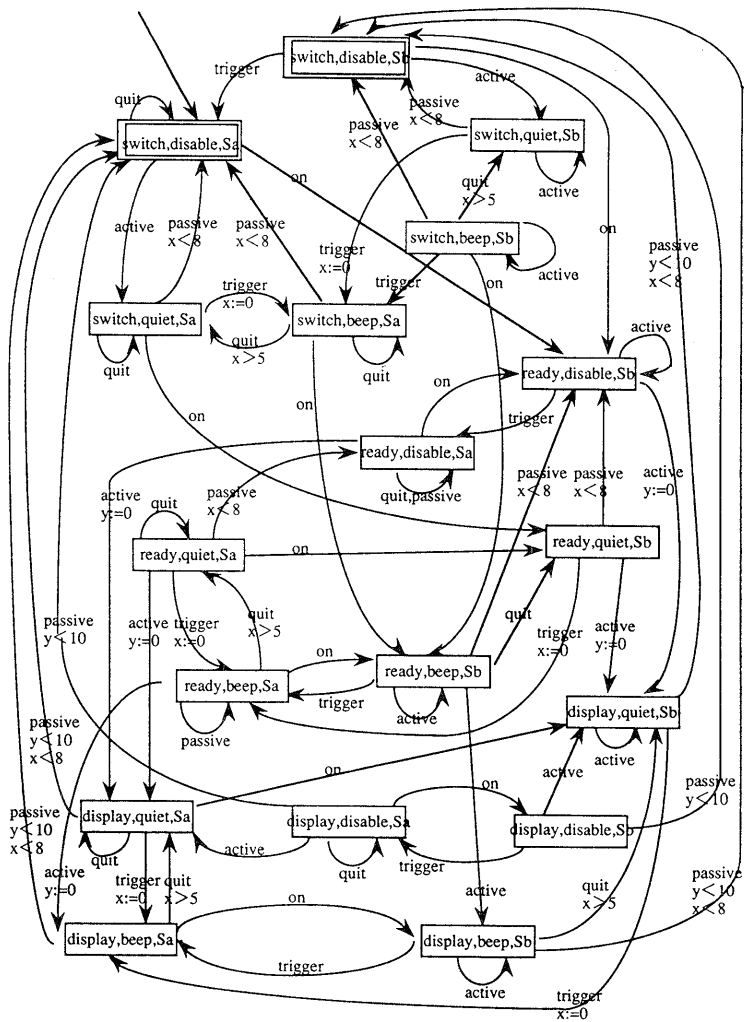 switch,disable,Sb
trigger
active
quit
passive
x<8
passive
x<8
switch,quiet,Sb
switch,disable,Sa
on
quit
x>5
active
active
passive
x<8
passive
x<8
switch,beep,Sb
on
passive
y<10
x<8
trigger
x:=0
active
trigger
on
trigger
x:=0
switch,quiet,Sa
switch,beep,Sa
active
quit
x>5
quit
quit
ready,disable,Sb
on
on
on
trigger
ready,disable,Sa
passive
x<8
passive
x<8
active
y:=0
quit,passive
active
y:=0
quit
passive
x<8
ready,quiet,Sb
ready,quiet,Sa
on
quit
x>5
quit
passive
y<10
active
y:=0
trigger
x:=0
trigger
x:=0
active
y:=0
on
ready,beep,Sb
ready,beep,Sa
trigger
active
display,quiet,Sb
passive
active
passive
y<10
x<8
on
active
on
passive
y<10
passive
y<10
x<8
display,quiet,Sa
display,disable,Sa
display,disable,Sb
quit
active
quit
trigger
active
y:=0
trigger
x:=0
quit
x>5
active
quit
x>5
passive
y<10
x<8
on
display,beep,Sa
display,beep,Sb
trigger
active
trigger
x:=0